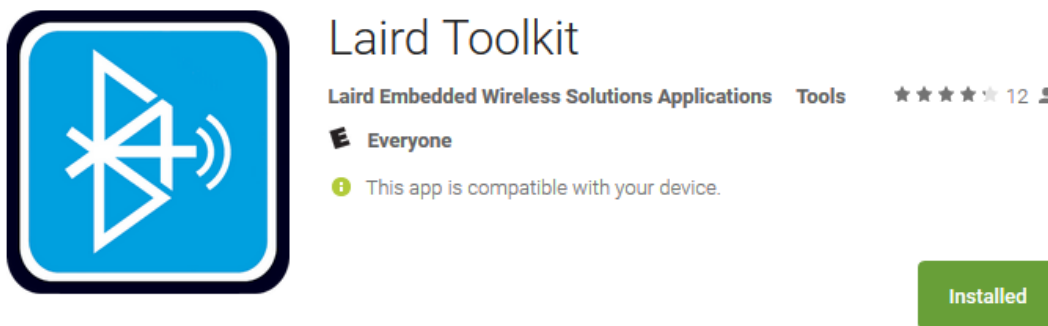 Laird Toolkit
Laird Embedded Wireless Solutions Applications Tools 12
E Everyone
This app is compatible with your device.
Installed